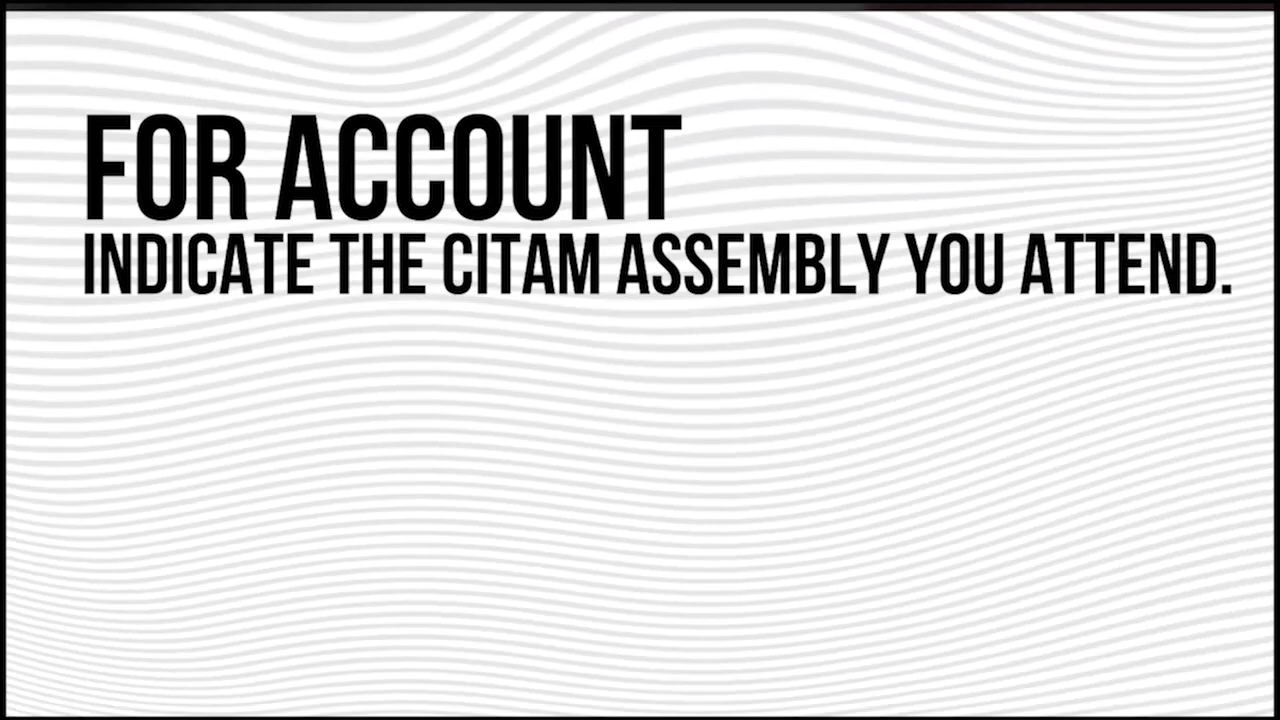 FOR ACCOUNT
INDICATE THE CITAM ASSEMBLY YOU ATTEND.